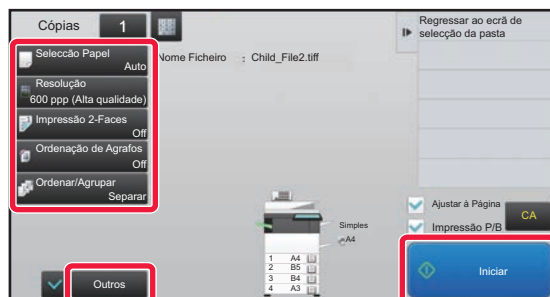 Cópias 1
Selecção Papel
Auto
Resolução
600 ppp (Alta qualidade)
Impressão 2-Faces
Off
Ordenação de Agrafos
Off
Ordenar/Agrupar
Separar
Outros
Nome Ficheiro : Child_File2.tiff
Simples
A4
1 A4
2 B5
3 B4
4 A3
Regressar ao ecrã de
selecção da pasta
Ajustar à Página
Impressão P/B
CA
Iniciar